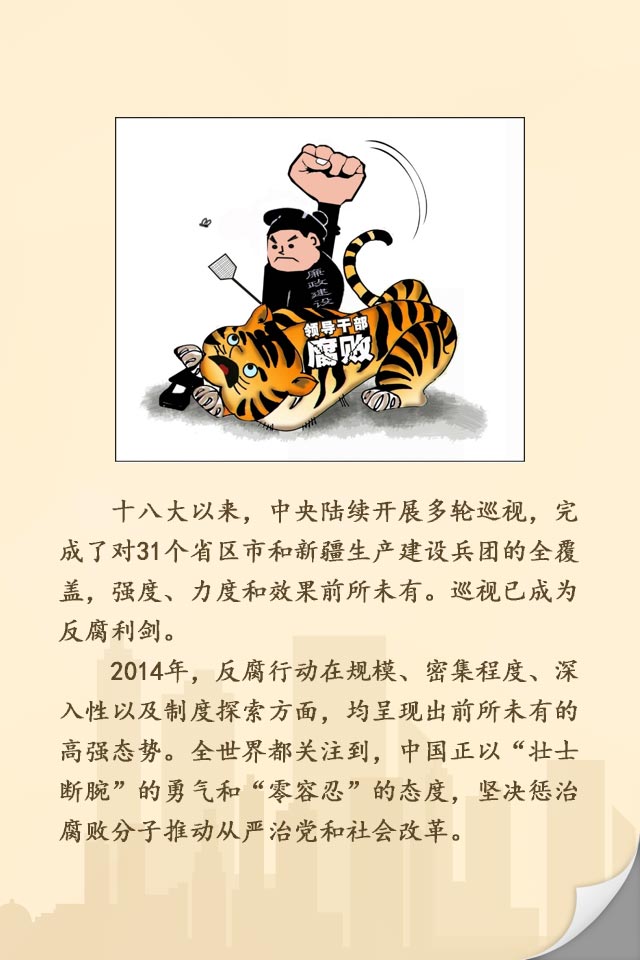 廉政建设
领导干部
腐败
十八大以来，中央陆续开展多轮巡视，完
成了对31个省区市和新疆生产建设兵团的全覆
盖，强度、力度和效果前所未有。巡视已成为
反腐利剑。
2014年，反腐行动在规模、密集程度、深
入性以及制度探索方面，均呈现出前所未有的
高强态势。全世界都关注到，中国正以“壮士
断腕”的勇气和“零容忍”的态度，坚决惩治
腐败分子推动从严治党和社会改革。